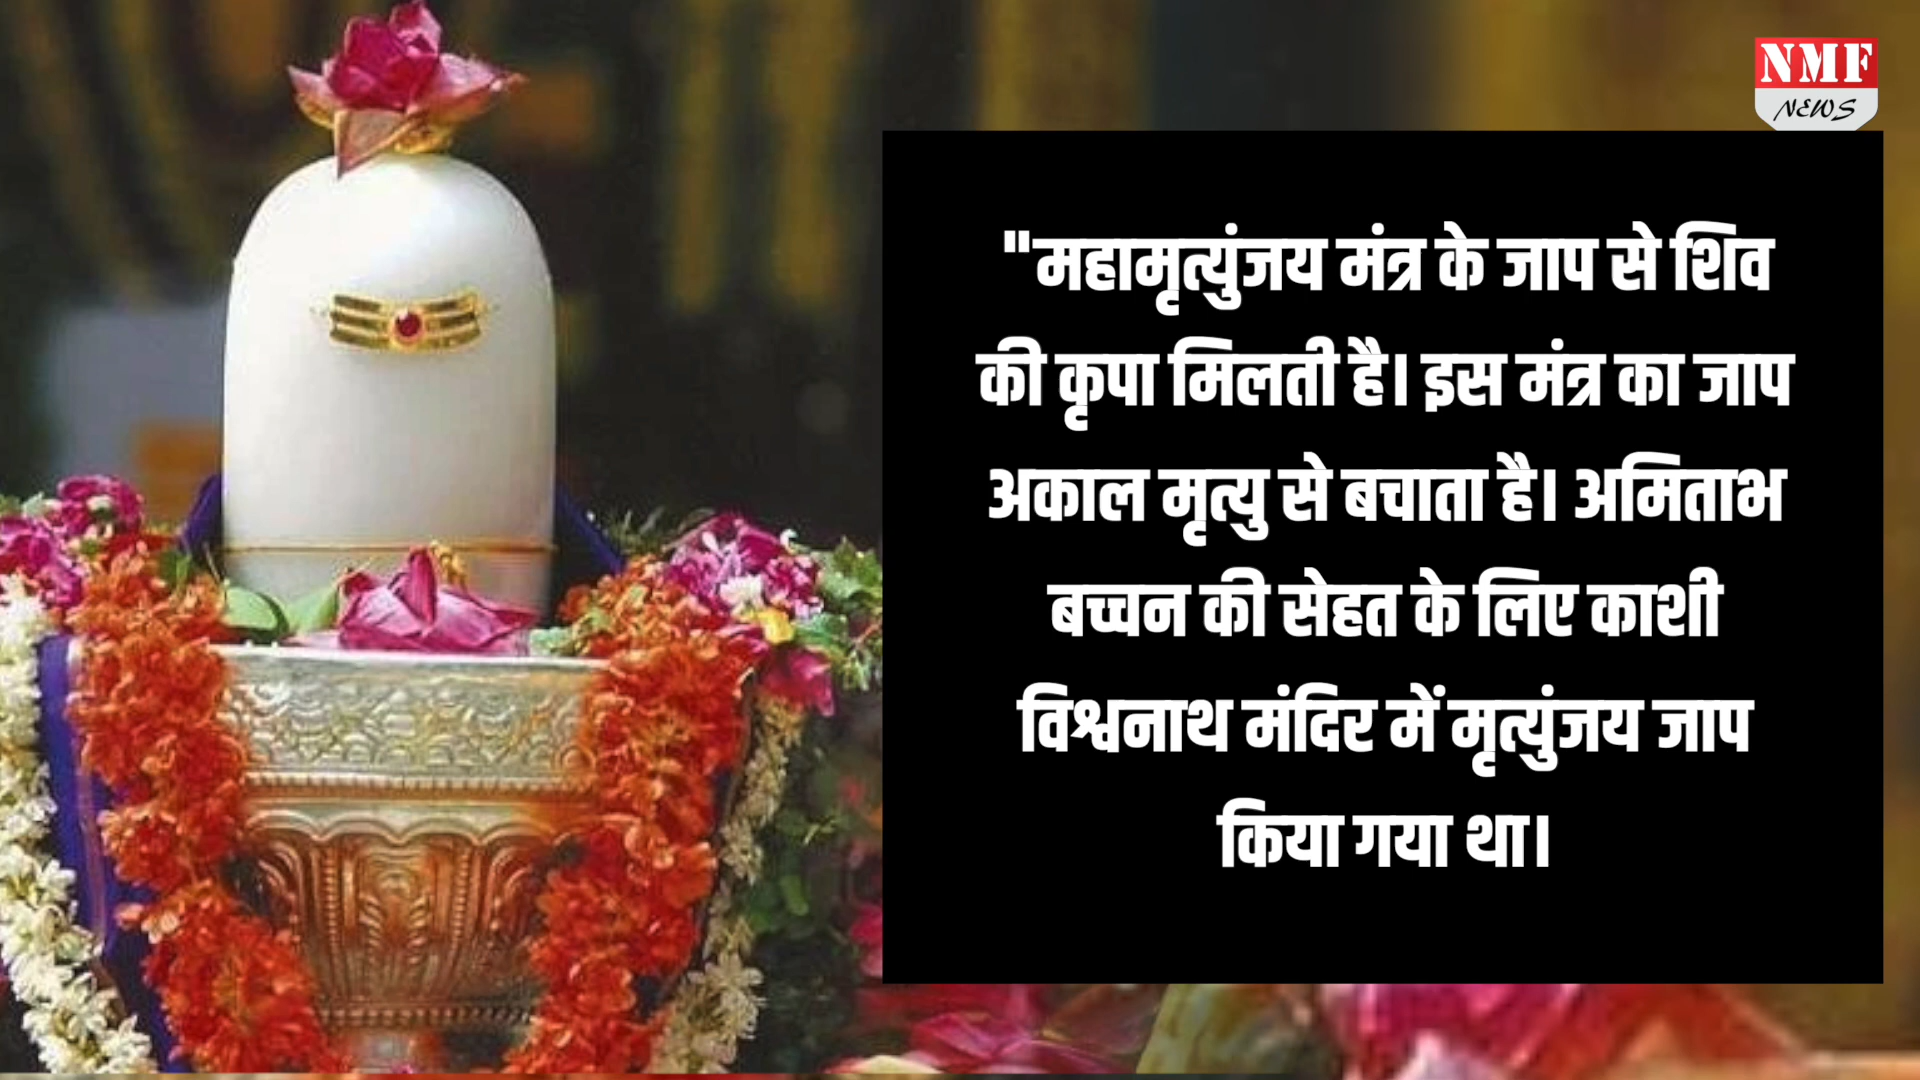 NMF
NEWS
"महामृत्युंजय मंत्र के जाप से शिव
की कृपा मिलती है। इस मंत्र का जाप
अकाल मृत्यु से बचाता है। अमिताभ
बच्चन की सेहत के लिए काशी
विश्वनाथ मंदिर में मृत्युंजय जाप
किया गया था।